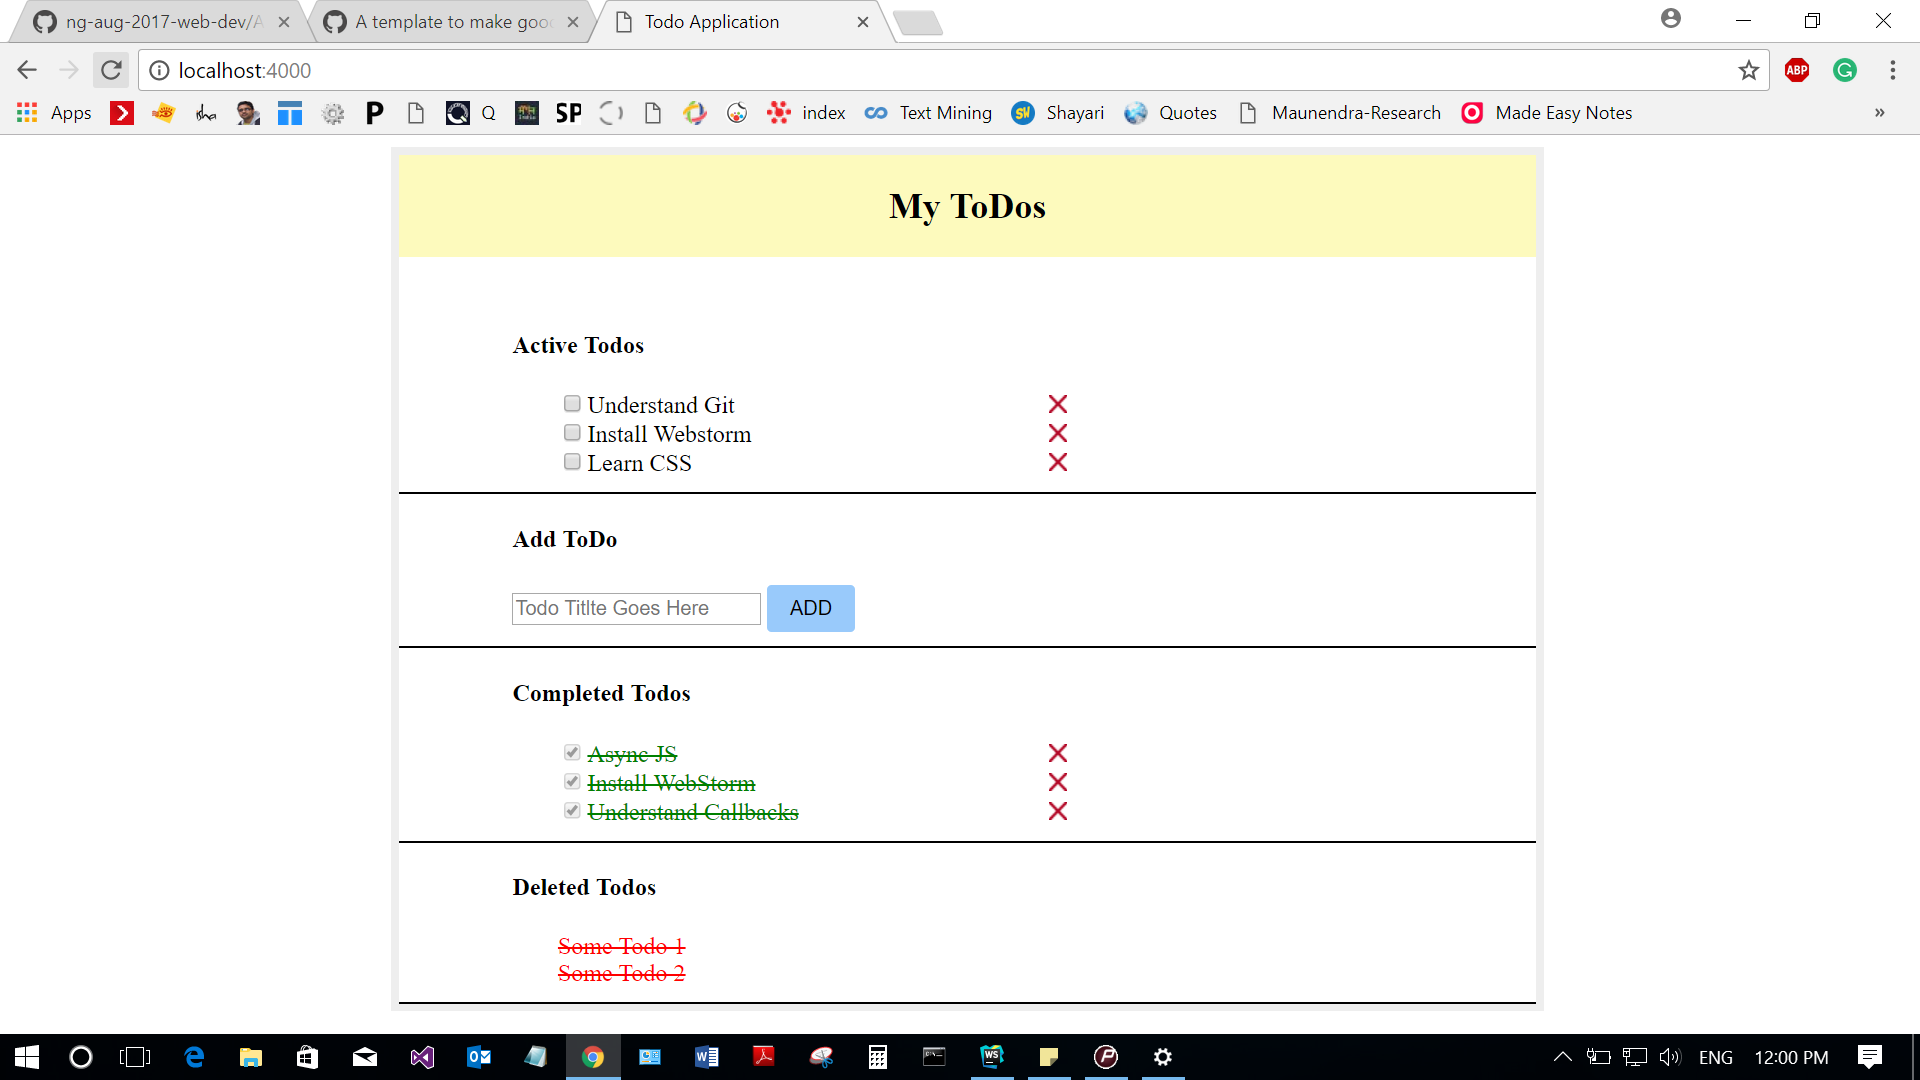 ng-aug-2017-web-dev/A
A template to make goo
Todo Application
localhost:4000
ABP
Apps
P
Q
SP
index
Text Mining
SW
Shayari
Quotes
Maunendra-Research
Made Easy Notes
»
My ToDos
Active Todos
Understand Git
Install Webstorm
Learn CSS
Add ToDo
Todo Titlte Goes Here
ADD
Completed Todos
Async JS
Install WebStorm
Understand Callbacks
Deleted Todos
Some Todo 1
Some Todo 2
WS
ENG
12:00 PM